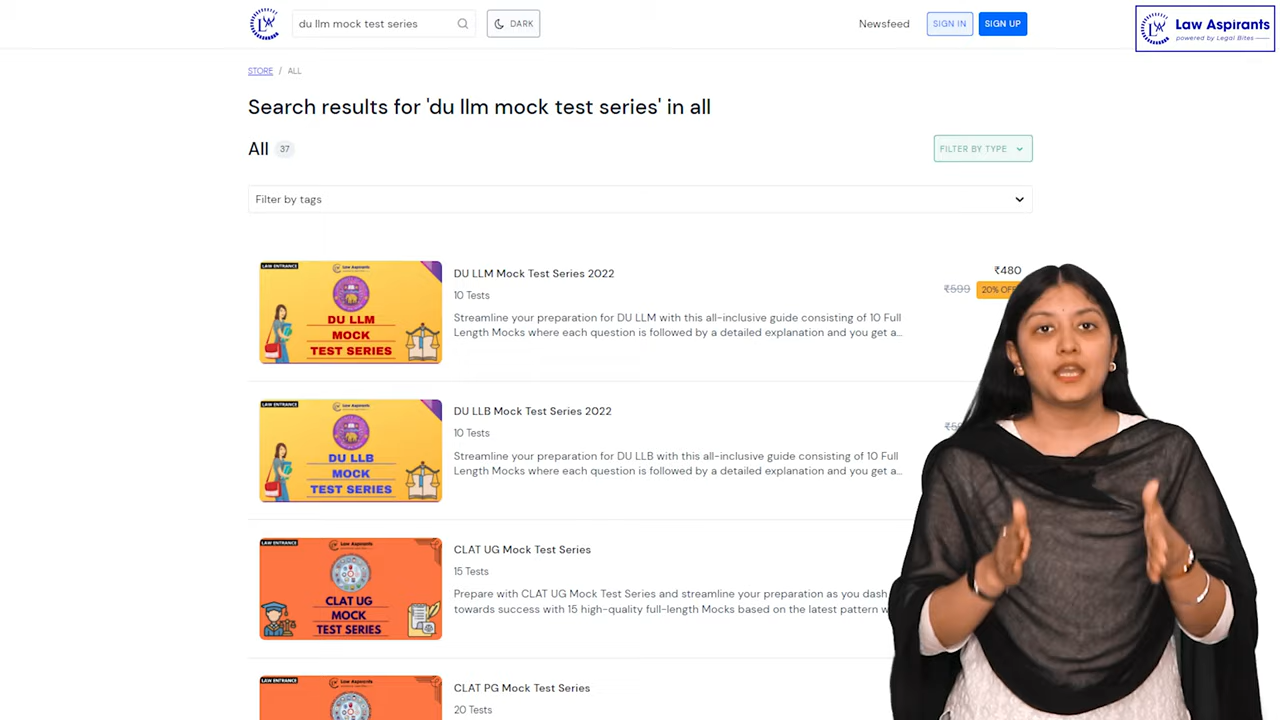 du llm mock test series
DARK
Newsfeed
SIGN IN
SIGN UP
Law Aspirants
powered by Legal Bites
STORE / ALL
Search results for 'du llm mock test series' in all
All 37
FILTER BY TYPE
Filter by tags
LAW ENTRANCE
Law Aspirants
DU LLM
MOCK
TEST SERIES
DU LLM Mock Test Series 2022
10 Tests
Streamline your preparation for DU LLM with this all-inclusive guide consisting of 10 Full
Length Mocks where each question is followed by a detailed explanation and you get a...
₹480
₹599 20% OFF
LAW ENTRANCE
Law Aspirants
DU LLB
MOCK
TEST SERIES
DU LLB Mock Test Series 2022
10 Tests
Streamline your preparation for DU LLB with this all-inclusive guide consisting of 10 Full
Length Mocks where each question is followed by a detailed explanation and you get a...
LAW ENTRANCE
Law Aspirants
CLAT UG
MOCK
TEST SERIES
CLAT UG Mock Test Series
15 Tests
Prepare with CLAT UG Mock Test Series and streamline your preparation as you dash
towards success with 15 high-quality full-length Mocks based on the latest pattern w
LAW ENTRANCE
Law Aspirants
CLAT PG Mock Test Series
20 Tests